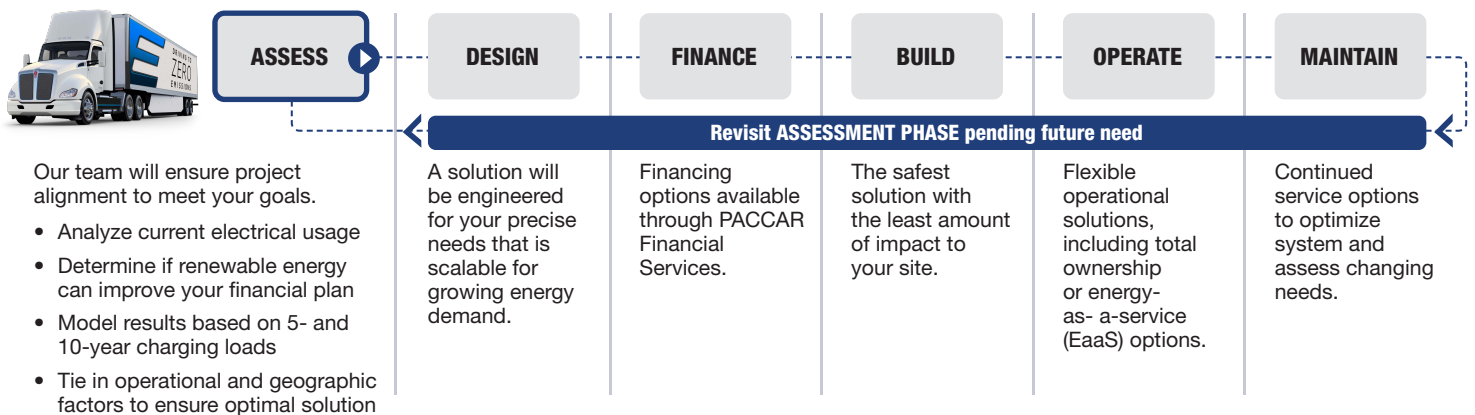 DRIVING TO
ZERO
EMISSIONS
ASSESS
DESIGN
FINANCE
BUILD
OPERATE
MAINTAIN
Revisit ASSESSMENT PHASE pending future need
Our team will ensure project
alignment to meet your goals.
• Analyze current electrical usage
• Determine if renewable energy
can improve your financial plan
• Model results based on 5- and
10-year charging loads
• Tie in operational and geographic
factors to ensure optimal solution
A solution will
be engineered
for your precise
needs that is
scalable for
growing energy
demand.
Financing
options available
through PACCAR
Financial
Services.
The safest
solution with
the least amount
of impact to
your site.
Flexible
operational
solutions,
including total
ownership
or energy-
as- a-service
(EaaS) options.
Continued
service options
to optimize
system and
assess changing
needs.